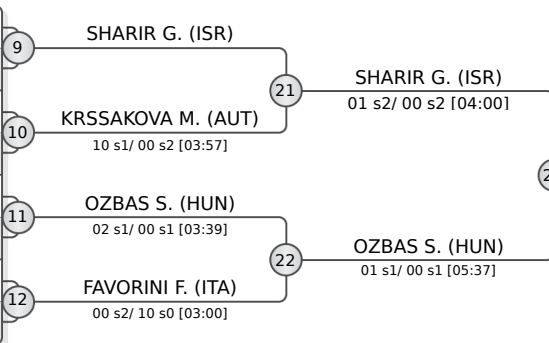 SHARIR G. (ISR)
9
21
SHARIR G. (ISR)
01 s2/ 00 s2 [04:00]
KRSSAKOVA M. (AUT)
10
10 s1/ 00 s2 [03:57]
OZBAS S. (HUN)
11
02 s1/ 00 s1 [03:39]
22
OZBAS S. (HUN)
01 s1/ 00 s1 [05:37]
FAVORINI F. (ITA)
12
00 s2/ 10 s0 [03:00]